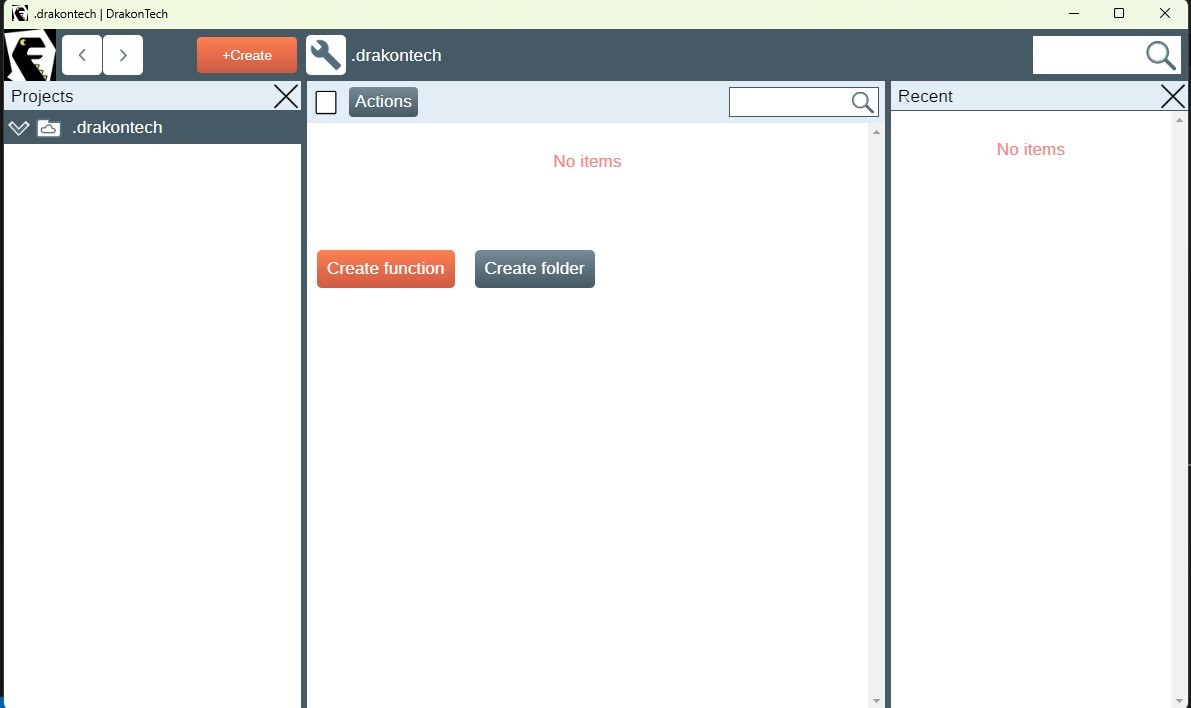 .drakontech | DrakonTech
+Create
.drakontech
Projects
Actions
Recent
.drakontech
No items
No items
Create function
Create folder